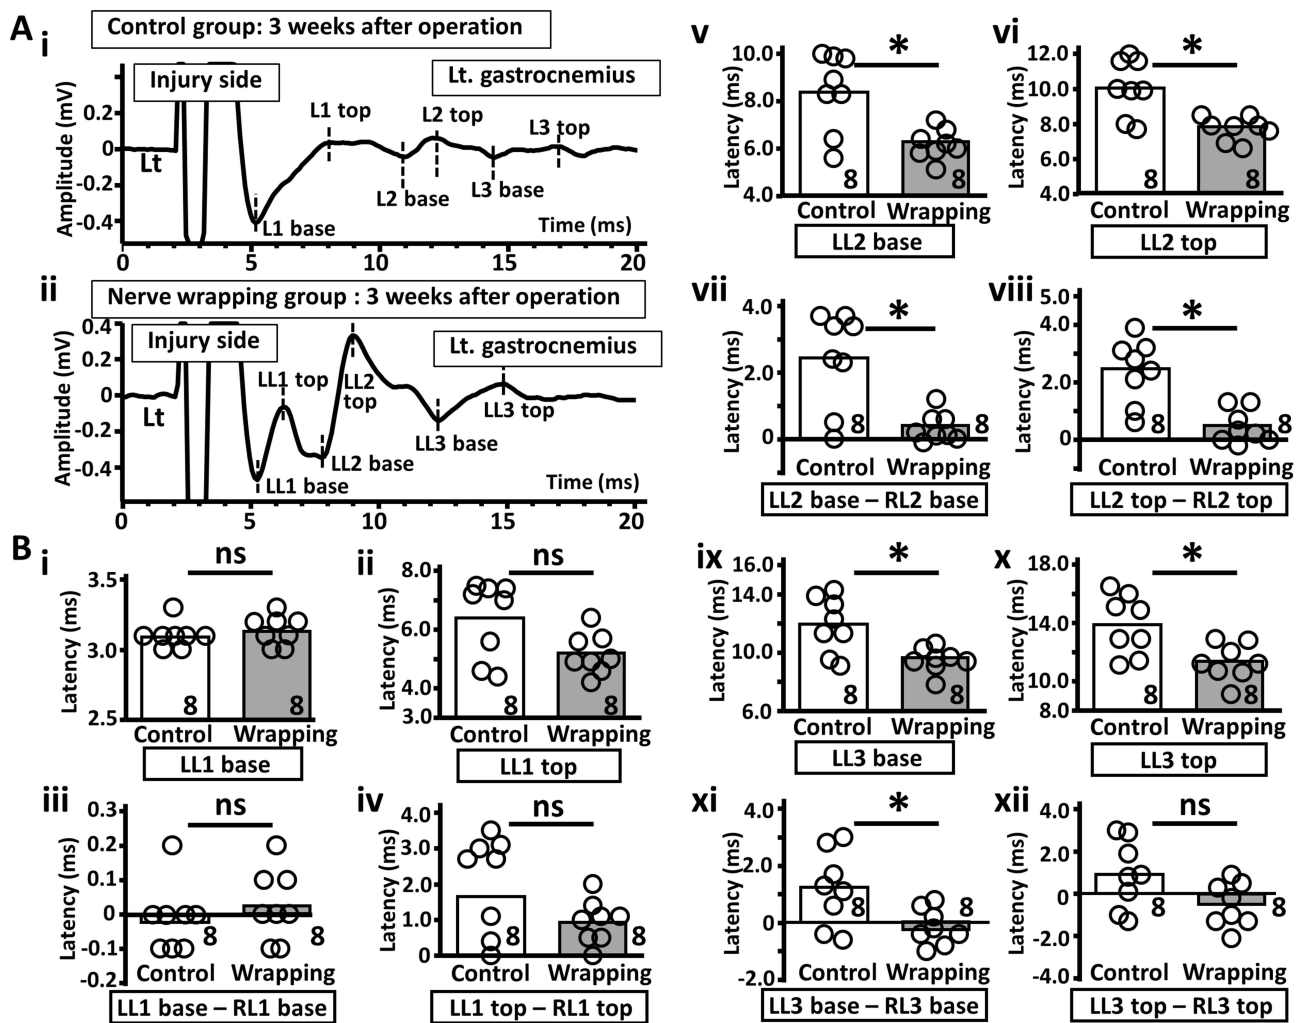 A
i
Control group: 3 weeks after operation
Injury side
Lt. gastrocnemius
Amplitude (mV)
0.2
0
-0.2
-0.4
Lt
L1 top
L2 top
L3 top
L1 base
L2 base
L3 base
Time (ms)
0 5 10 15 20
ii
Nerve wrapping group : 3 weeks after operation
Injury side
Lt. gastrocnemius
Amplitude (mV)
0.4
0.2
0
-0.2
-0.4
Lt
LL1 top
LL2
top
LL3 top
LL3 base
LL2 base
LL1 base
Time (ms)
0 5 10 15 20
B
i
ns
Latency (ms)
3.5
3.0
2.5
8 8
Control Wrapping
LL1 base
ii
ns
Latency (ms)
8.0
6.0
4.0
3.0
8 8
Control Wrapping
LL1 top
iii
ns
Latency (ms)
0.3
0.2
0.1
0
-0.1
-0.2
8 8
Control Wrapping
LL1 base – RL1 base
iv
ns
Latency (ms)
4.0
3.0
2.0
1.0
0
8 8
Control Wrapping
LL1 top – RL1 top
v
*
Latency (ms)
10.0
8.0
6.0
4.0
8 8
Control Wrapping
LL2 base
vi
*
Latency (ms)
12.0
10.0
8.0
6.0
4.0
8 8
Control Wrapping
LL2 top
vii
*
Latency (ms)
4.0
2.0
0
8 8
Control Wrapping
LL2 base – RL2 base
viii
*
Latency (ms)
5.0
4.0
2.0
0
8 8
Control Wrapping
LL2 top – RL2 top
ix
*
Latency (ms)
16.0
14.0
10.0
6.0
8 8
Control Wrapping
LL3 base
x
*
Latency (ms)
18.0
14.0
10.0
8.0
8 8
Control Wrapping
LL3 top
xi
*
Latency (ms)
4.0
2.0
0
-2.0
8 8
Control Wrapping
LL3 base – RL3 base
xii
ns
Latency (ms)
4.0
2.0
0
-2.0
-4.0
8 8
Control Wrapping
LL3 top – RL3 top